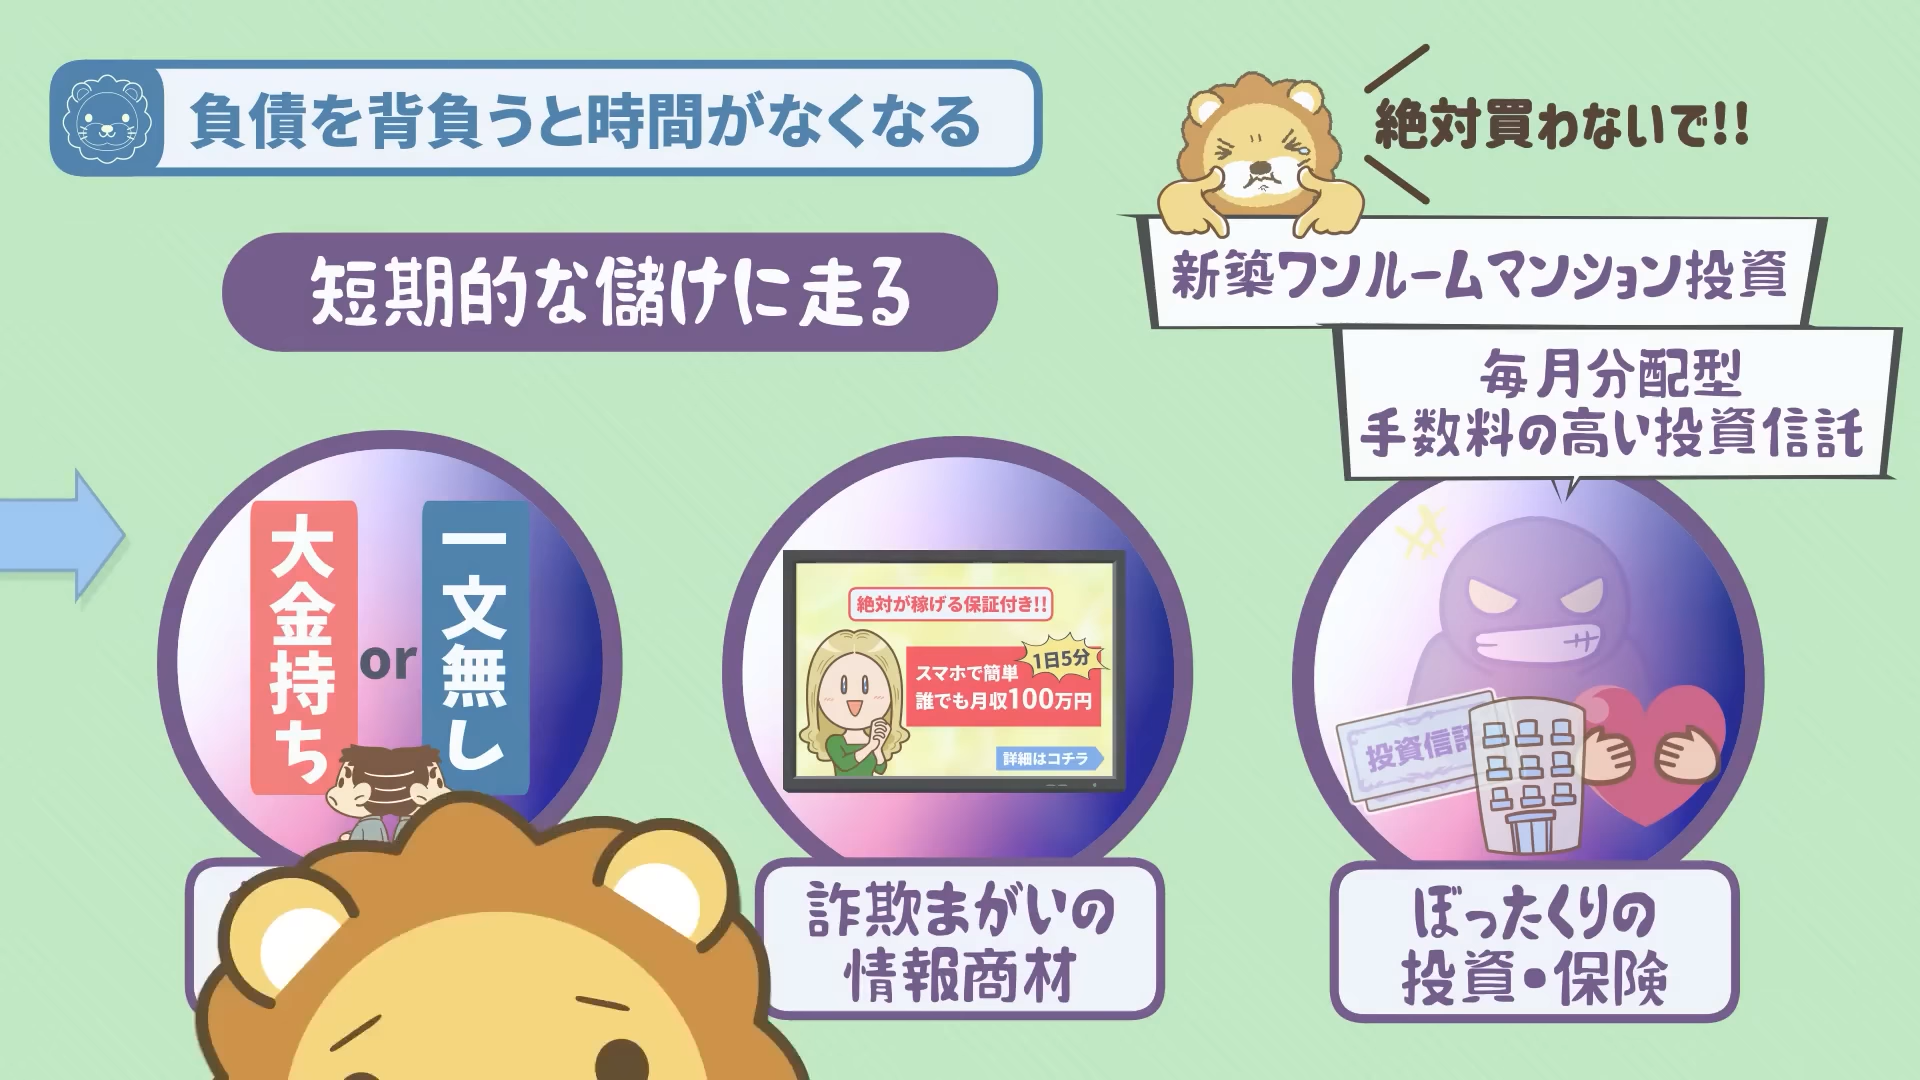 負債を背負うと時間がなくなる
絶対買わないで!!
短期的な儲けに走る
新築ワンルームマンション投資
毎月分配型
手数料の高い投資信託
大金持ち
or
一文無し
絶対が稼げる保証付き!!
1日5分
スマホで簡単
誰でも月収100万円
詳細はコチラ
投資信託
詐欺まがいの
情報商材
ぼったくりの
投資・保険